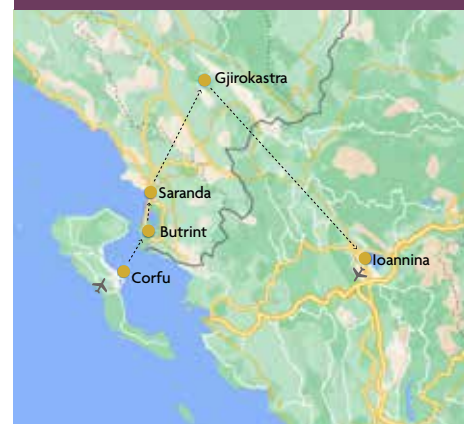 Gjirokastra
Saranda
Butrint
Ioannina
Corfu